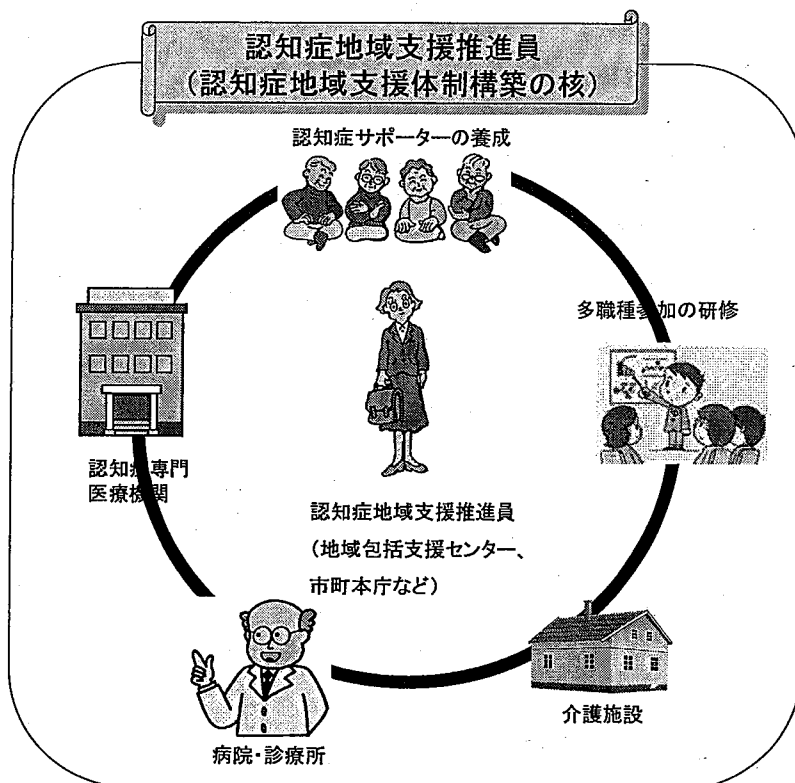 認知症地域支援推進員
(認知症地域支援体制構築の核)
認知症サポーターの養成
多職種参加の研修
認知症専門
医療機関
認知症地域支援推進員
(地域包括支援センター、
市町本庁など)
介護施設
病院・診療所